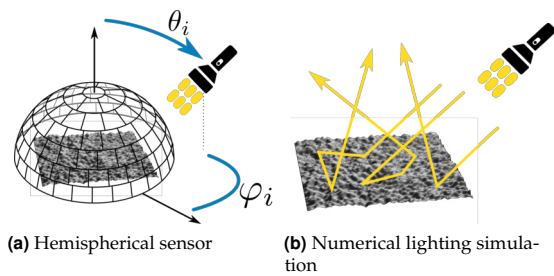 θi
φi
(a) Hemispherical sensor
(b) Numerical lighting simula-
tion